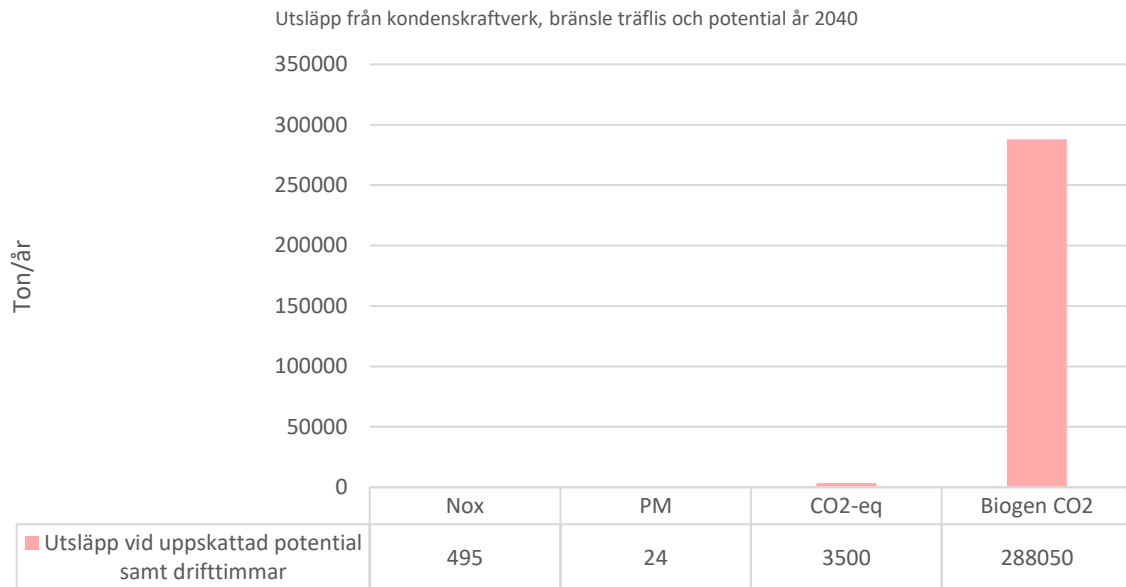 Utsläpp från kondenskraftverk, bränsle träflis och potential år 2040
Ton/år
350000
300000
250000
200000
150000
100000
50000
0
Nox PM CO2-eq Biogen CO2
Utsläpp vid uppskattad potential
samt drifttimmar
495 24 3500 288050